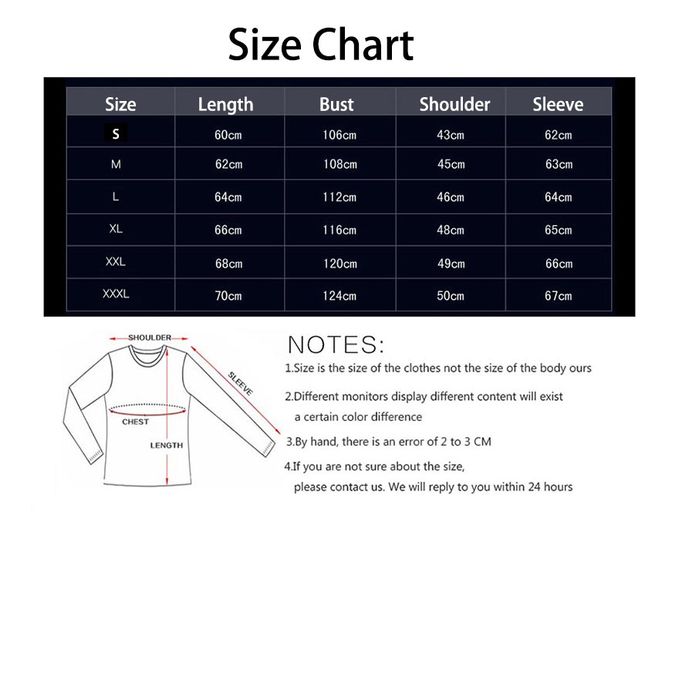 Size Chart
Size Length Bust Shoulder Sleeve
S 60cm 106cm 43cm 62cm
M 62cm 108cm 45cm 63cm
L 64cm 112cm 46cm 64cm
XL 66cm 116cm 48cm 65cm
XXL 68cm 120cm 49cm 66cm
XXXL 70cm 124cm 50cm 67cm
SHOULDER
SLEEVE
CHEST
LENGTH
NOTES:
1.Size is the size of the clothes not the size of the body ours
2.Different monitors display different content will exist
a certain color difference
3.By hand, there is an error of 2 to 3 CM
4.If you are not sure about the size,
please contact us. We will reply to you within 24 hours